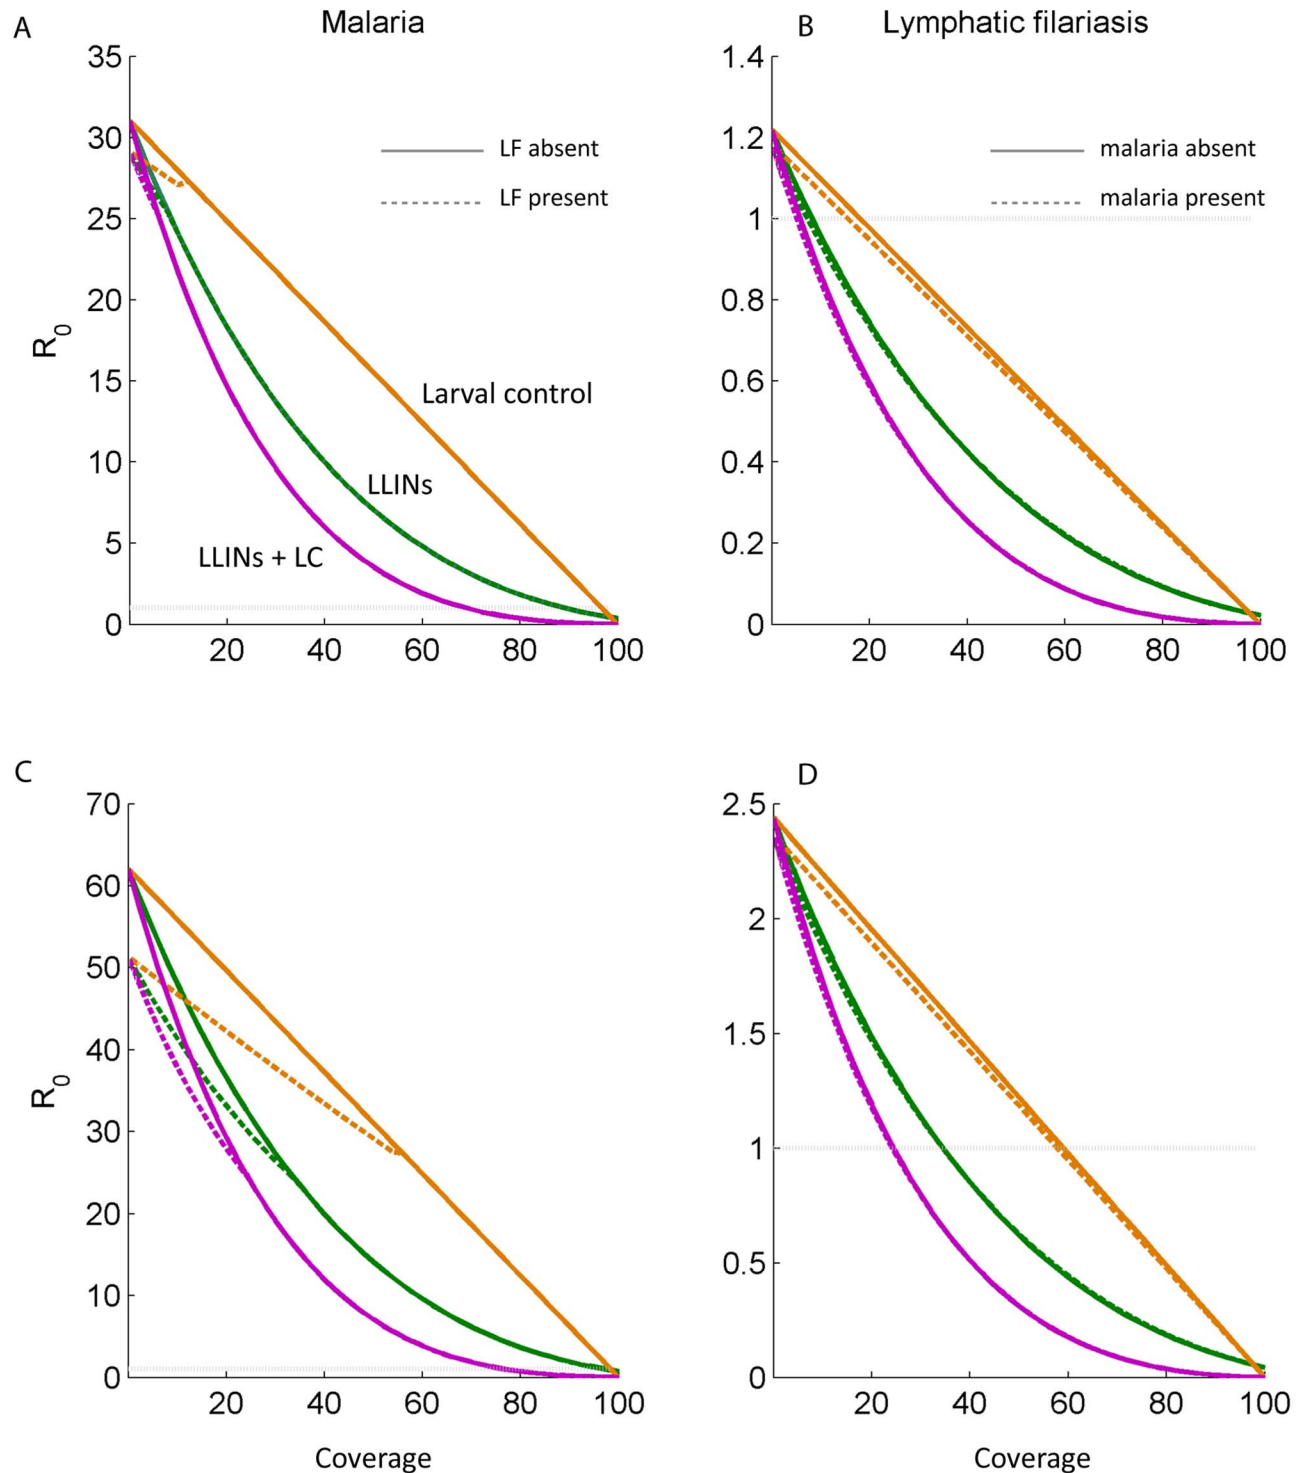 A
Malaria
35
30
25
20
15
10
5
0
R0
LF absent
LF present
Larval control
LLINs
LLINs + LC
20 40 60 80 100
B
Lymphatic filariasis
1.4
1.2
1
0.8
0.6
0.4
0.2
0
malaria absent
malaria present
20 40 60 80 100
C
70
60
50
40
30
20
10
0
R0
20 40 60 80 100
Coverage
D
2.5
2
1.5
1
0.5
0
20 40 60 80 100
Coverage